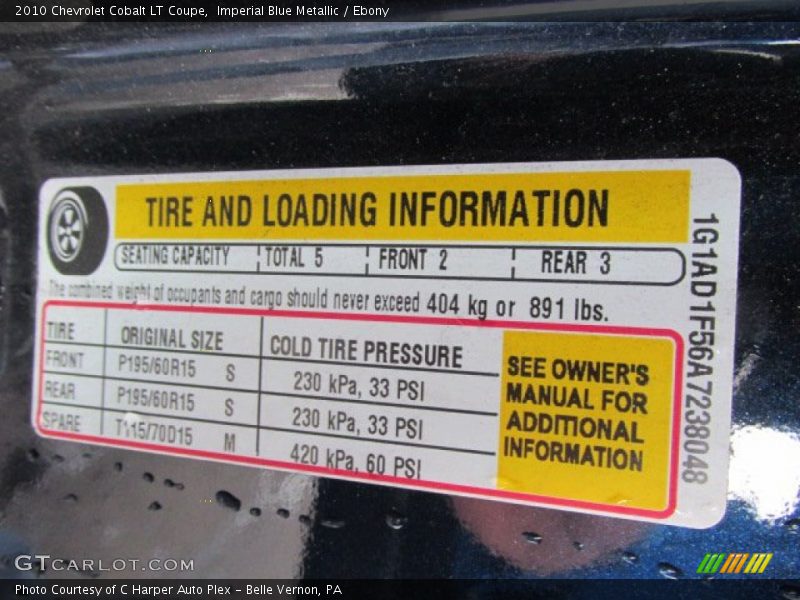 2010 Chevrolet Cobalt LT Coupe, Imperial Blue Metallic / Ebony
TIRE AND LOADING INFORMATION
SEATING CAPACITY TOTAL 5 FRONT 2 REAR 3
The combined weight of occupants and cargo should never exceed 404 kg or 891 lbs.
TIRE ORIGINAL SIZE COLD TIRE PRESSURE
FRONT P195/60R15 S 230 kPa, 33 PSI
REAR P195/60R15 S 230 kPa, 33 PSI
SPARE T115/70D15 M 420 kPa, 60 PSI
SEE OWNER'S
MANUAL FOR
ADDITIONAL
INFORMATION
1G1AD1F56A7238048
GTCARLOT.COM
Photo Courtesy of C Harper Auto Plex - Belle Vernon, PA